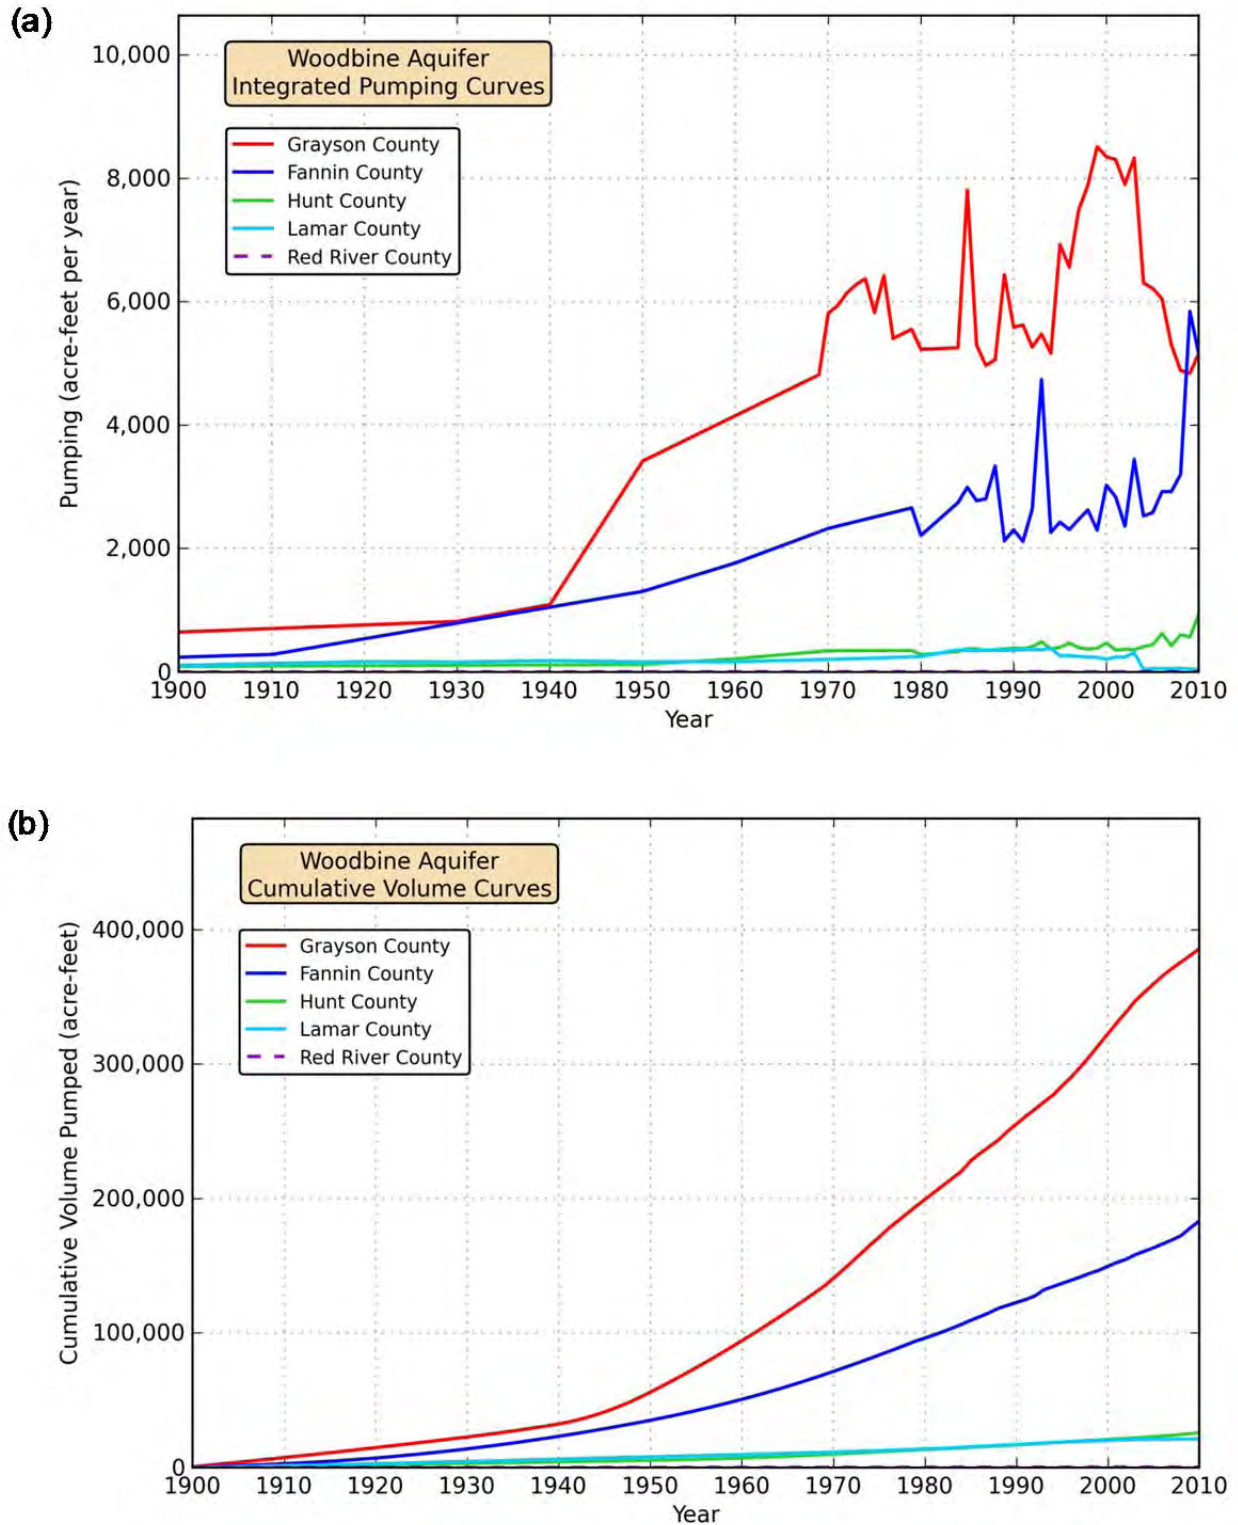 (a)
Woodbine Aquifer
Integrated Pumping Curves
Grayson County
Fannin County
Hunt County
Lamar County
Red River County
Pumping (acre-feet per year)
10,000
8,000
6,000
4,000
2,000
0
1900 1910 1920 1930 1940 1950 1960 1970 1980 1990 2000 2010
Year
(b)
Woodbine Aquifer
Cumulative Volume Curves
Grayson County
Fannin County
Hunt County
Lamar County
Red River County
Cumulative Volume Pumped (acre-feet)
400,000
300,000
200,000
100,000
0
1900 1910 1920 1930 1940 1950 1960 1970 1980 1990 2000 2010
Year